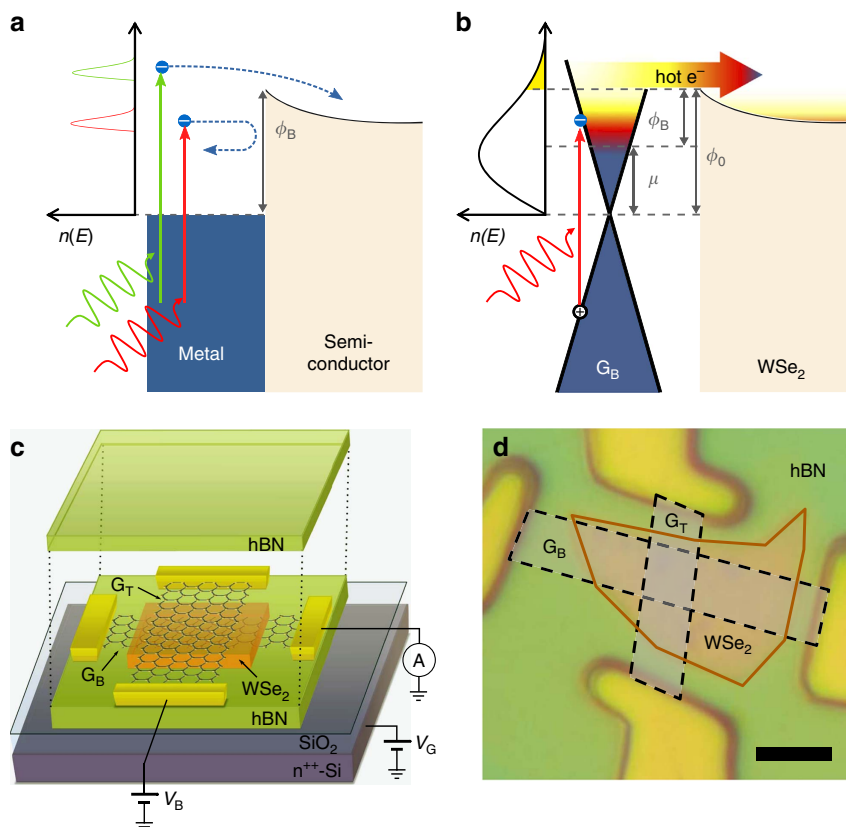 a
n(E)
ϕB
Metal
Semi-
conductor
b
hot e⁻
ϕB
ϕ0
μ
n(E)
GB
WSe2
c
hBN
GT
GB
WSe2
hBN
SiO2
n++-Si
A
VG
VB
d
hBN
GT
GB
WSe2